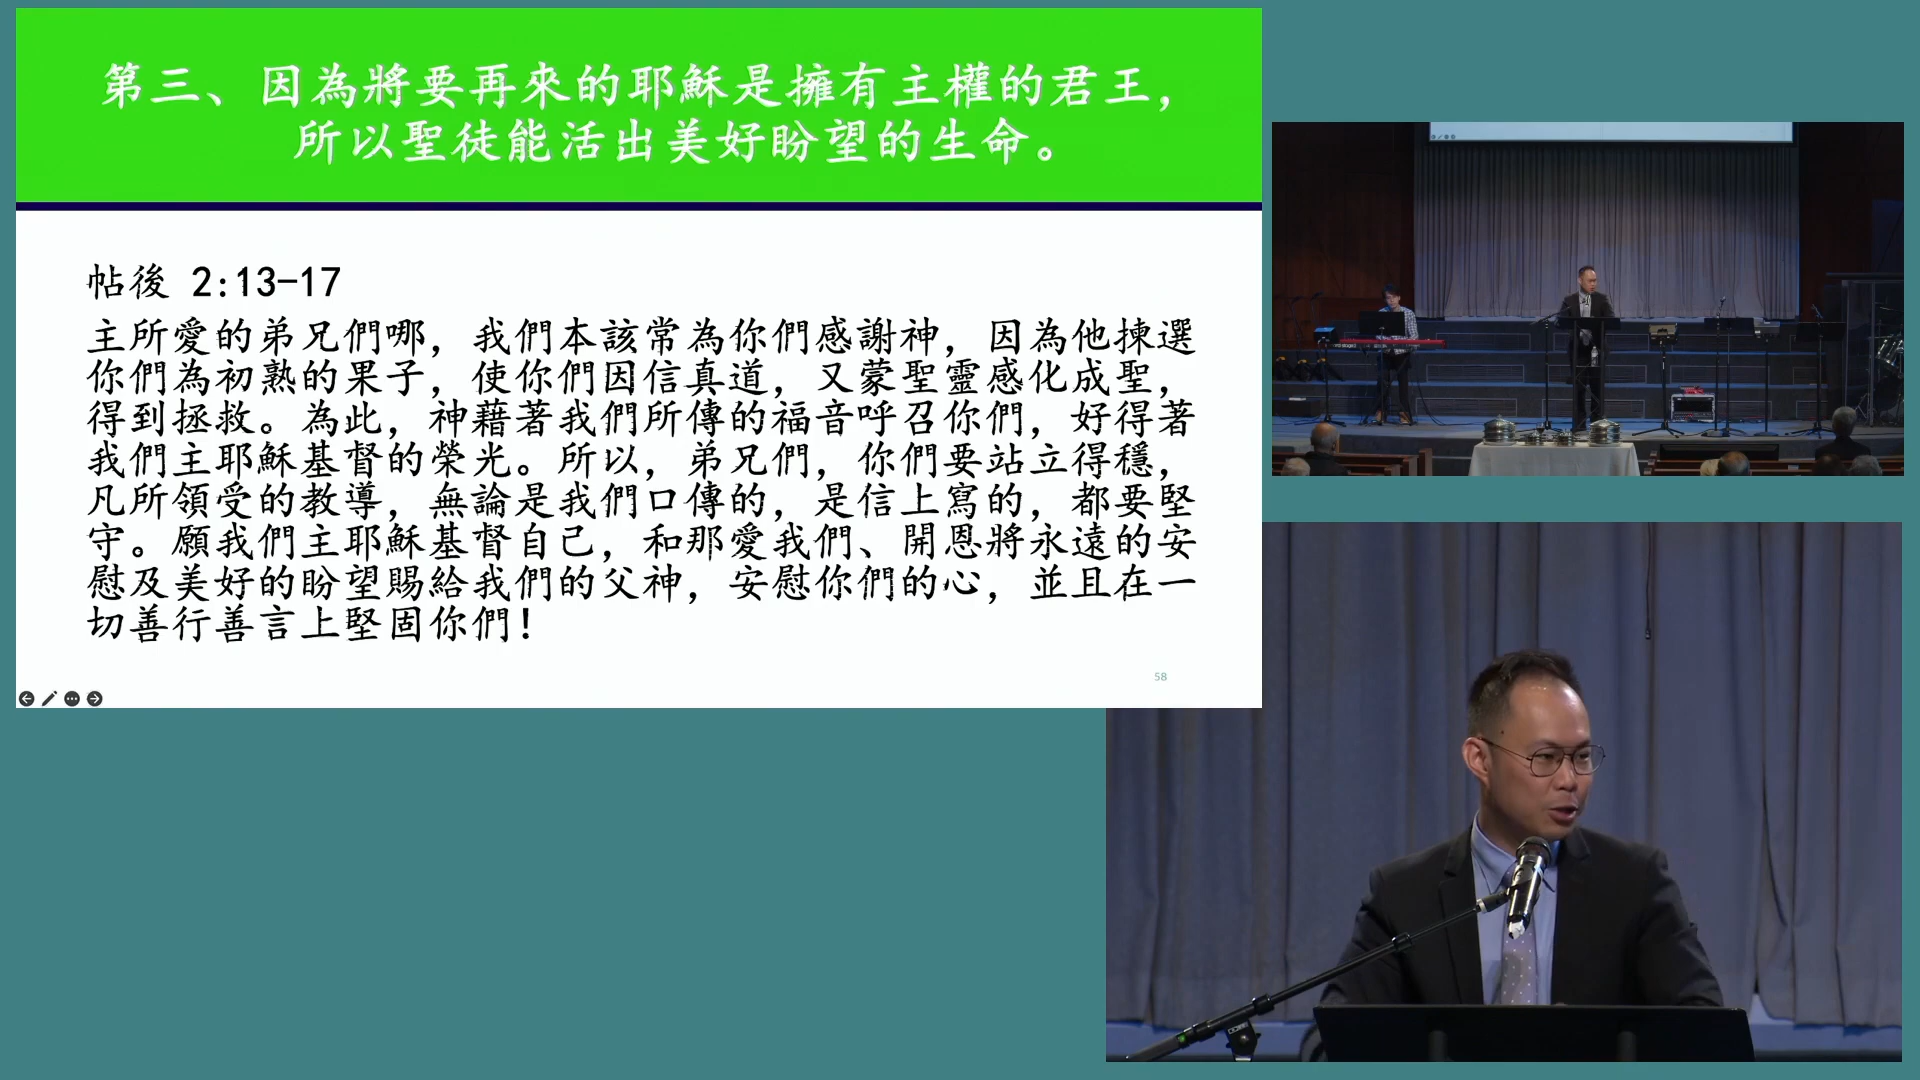 第三、因為將要再來的耶穌是擁有主權的君王，
所以聖徒能活出美好盼望的生命。
帖後 2:13-17
主所愛的弟兄們哪，我們本該常為你們感謝神，因為他揀選
你們為初熟的果子，使你們因信真道，又蒙聖靈感化成聖，
得到拯救。為此，神藉著我們所傳的福音呼召你們，好得著
我們主耶穌基督的榮光。所以，弟兄們，你們要站立得穩，
凡所領受的教導，無論是我們口傳的，是信上寫的，都要堅
守。願我們主耶穌基督自己，和那愛我們、開恩將永遠的安
慰及美好的盼望賜給我們的父神，安慰你們的心，並且在一
切善行善言上堅固你們！
58